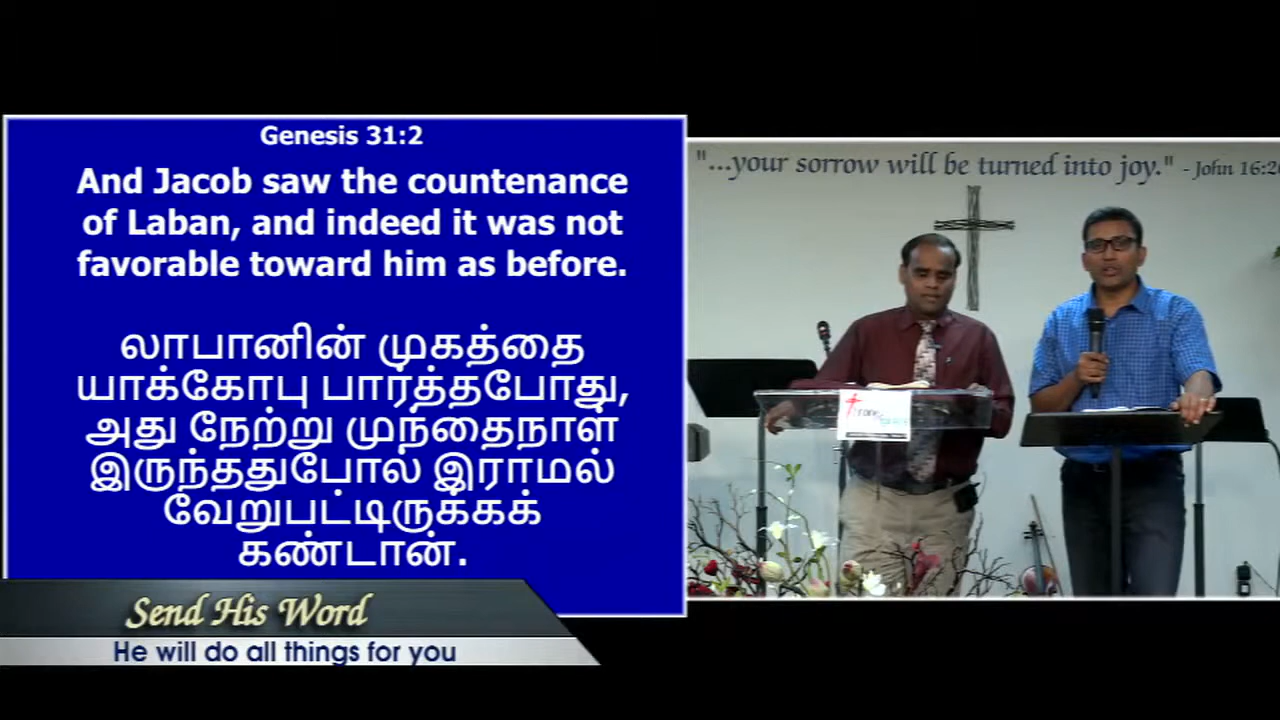 Genesis 31:2
And Jacob saw the countenance
of Laban, and indeed it was not
favorable toward him as before.
லாபானின் முகத்தை
யாக்கோபு பார்த்தபோது,
அது நேற்று முந்தைநாள்
இருந்ததுபோல் இராமல்
வேறுபட்டிருக்கக்
கண்டான்.
Send His Word
He will do all things for you
"...your sorrow will be turned into joy." - John 16:20